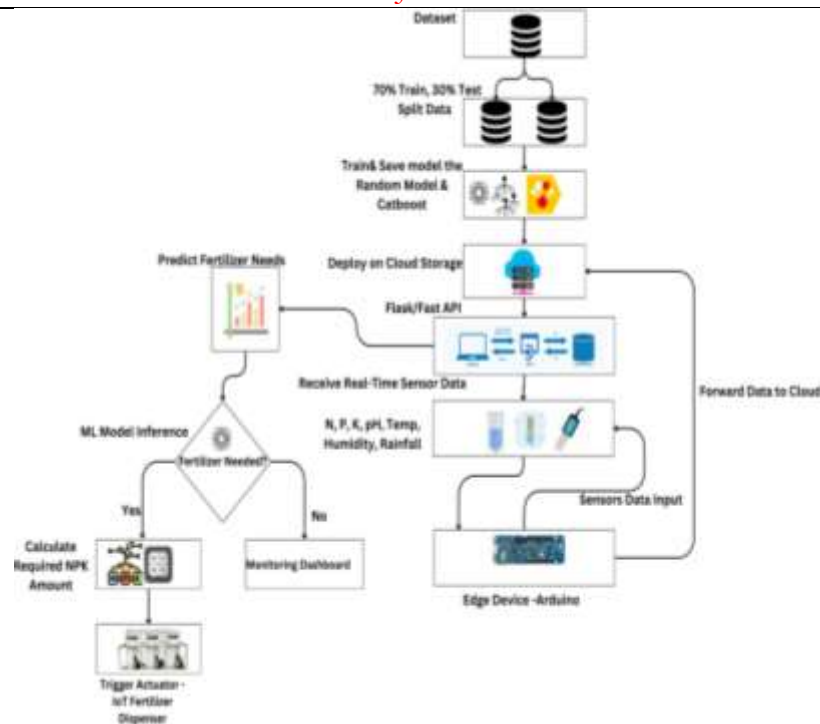 Dataset
70% Train, 30% Test
Split Data
Train& Save model the
Random Model &
Catboost
Predict Fertilizer Needs
Deploy on Cloud Storage
Flask/Fast API
Receive Real-Time Sensor Data
Forward Data to Cloud
ML Model Inference
N, P, K, pH, Temp,
Humidity, Rainfall
Fertilizer Needed?
Sensors Data Input
Yes
No
Calculate
Required NPK
Amount
Monitoring Dashboard
Edge Device -Arduino
Trigger Actuator -
IoT Fertilizer
Dispenser